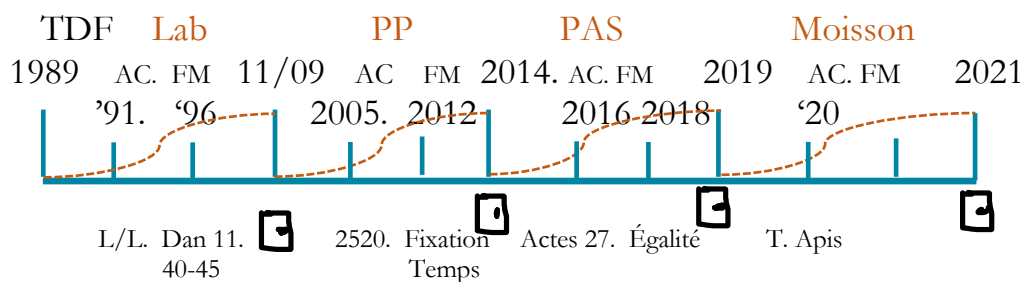 TDF Lab PP PAS Moisson
1989 AC. FM 11/09 AC FM 2014. AC. FM 2019 AC. FM 2021
’91. ‘96 2005. 2012 2016 2018 ‘20
L/L. Dan 11. 2520. Fixation Actes 27. Égalité T. Apis
40-45 Temps